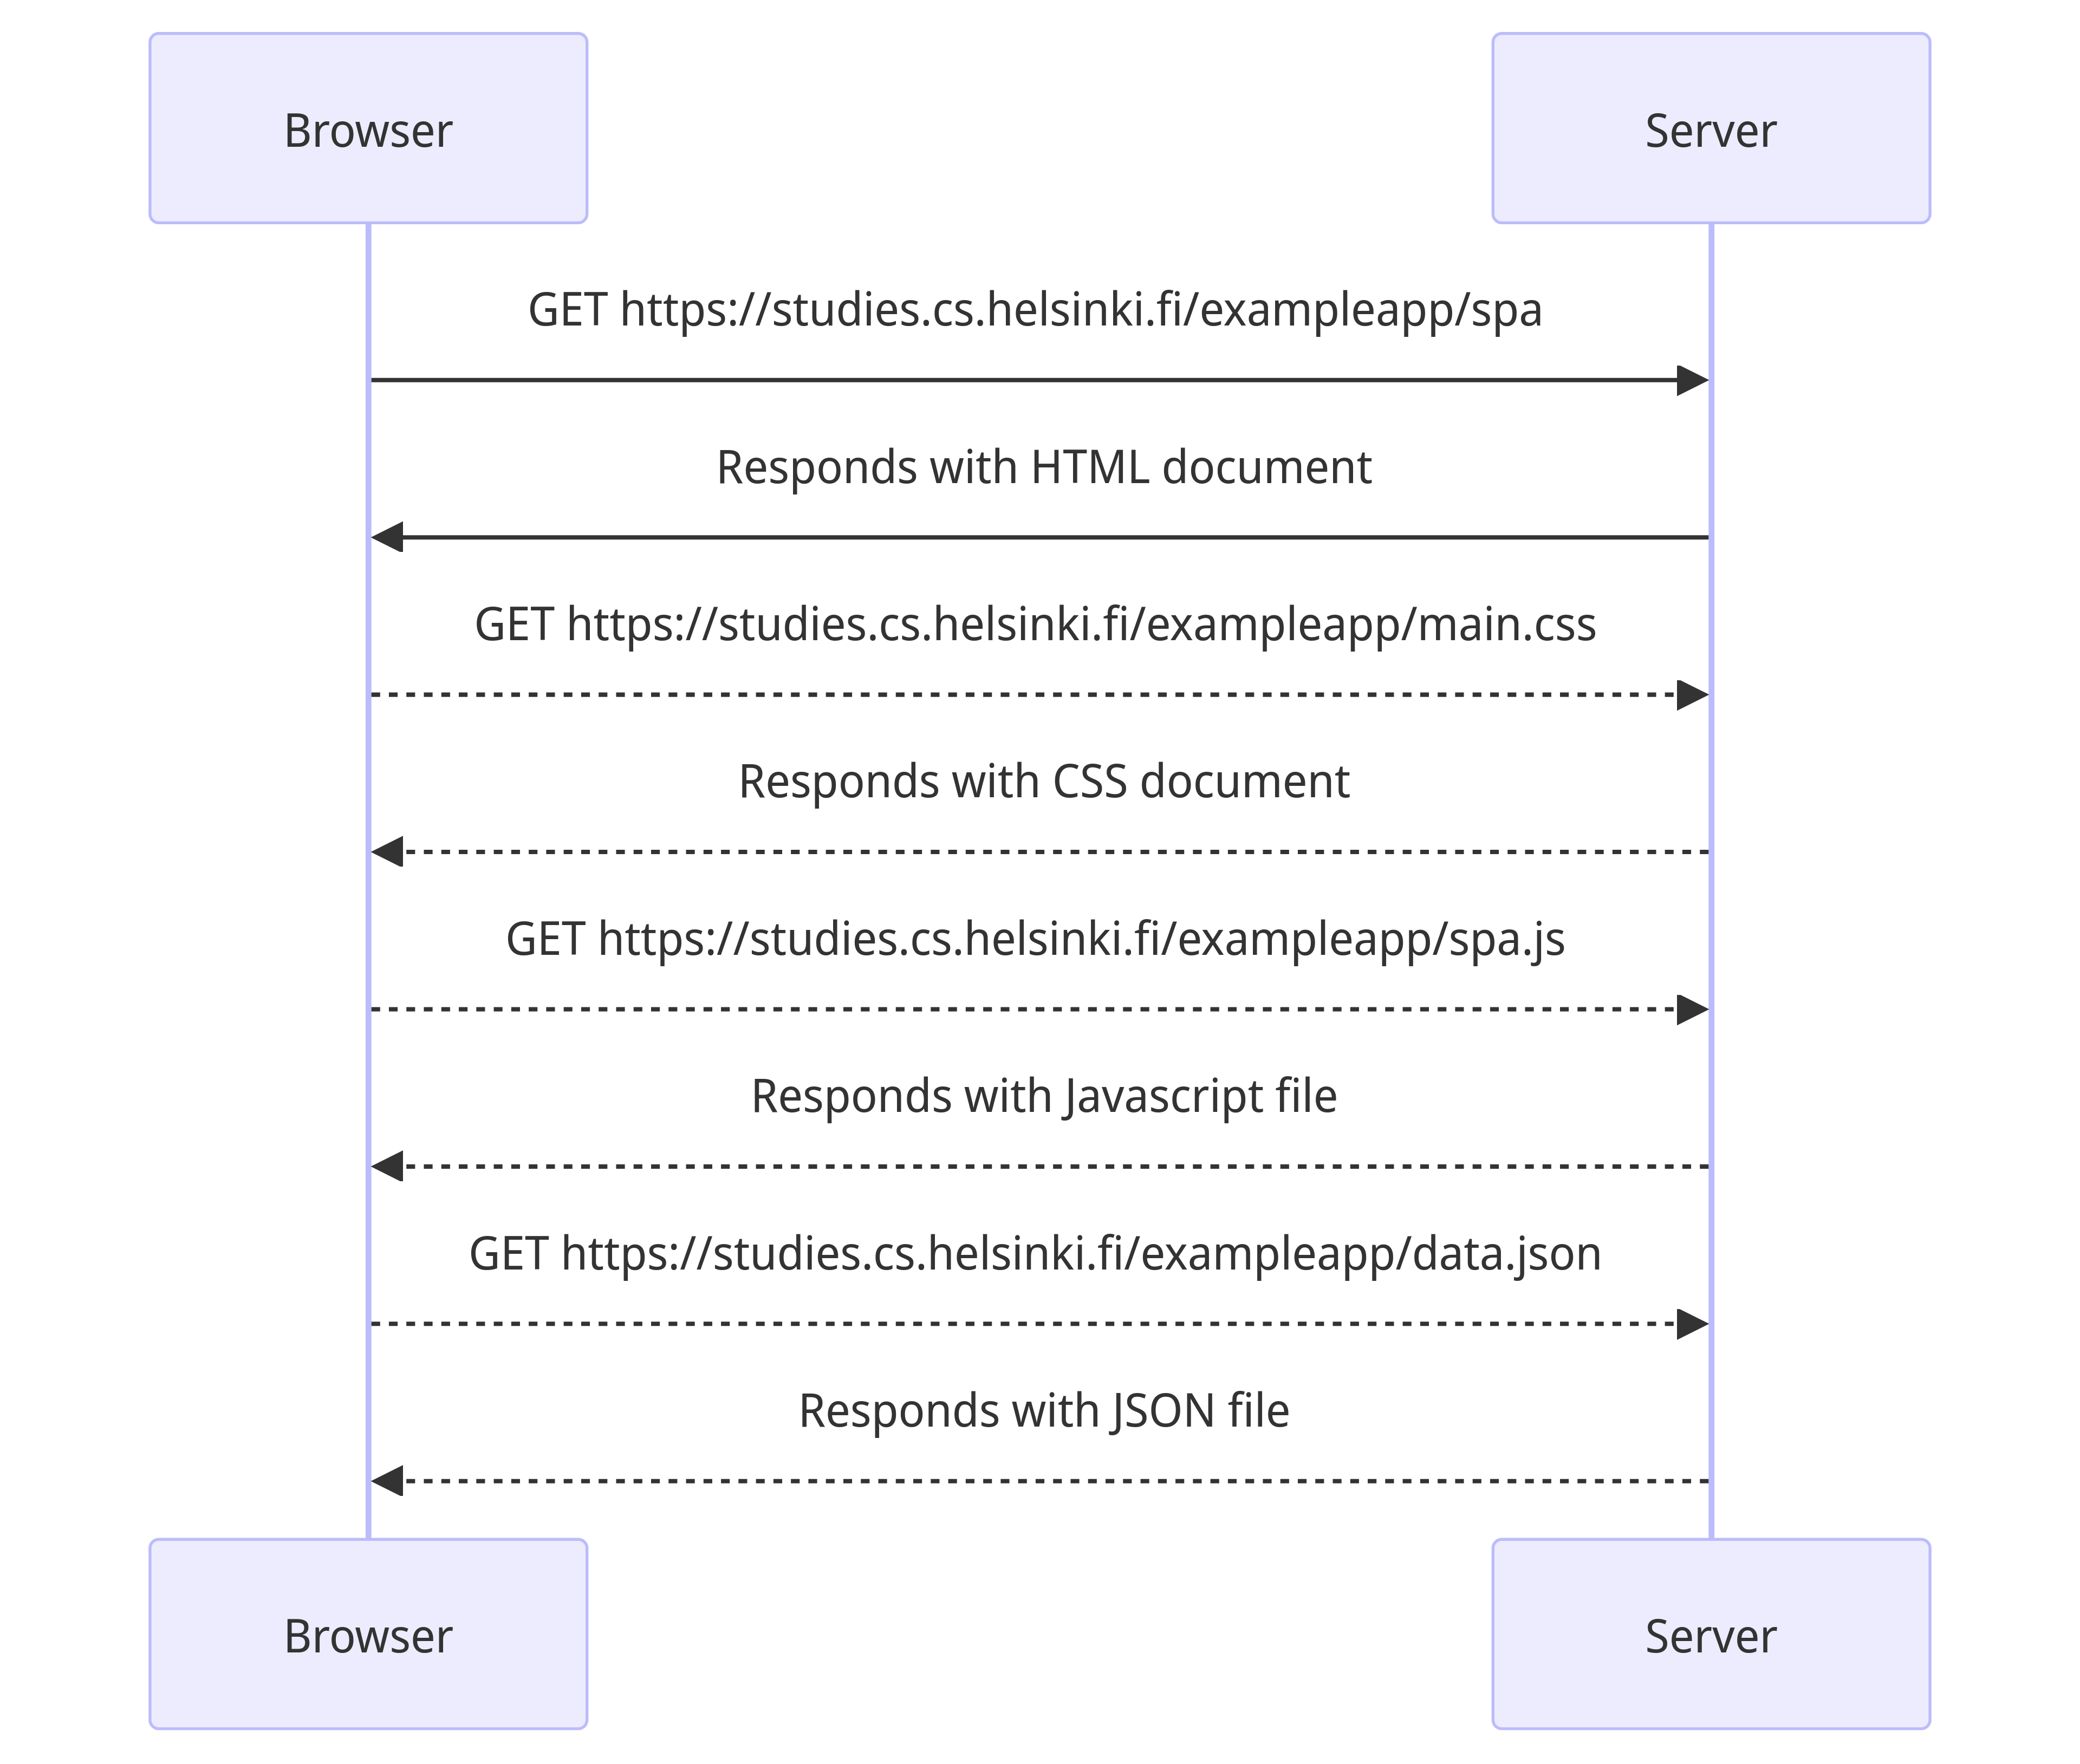 Browser
Server
GET https://studies.cs.helsinki.fi/exampleapp/spa
Responds with HTML document
GET https://studies.cs.helsinki.fi/exampleapp/main.css
Responds with CSS document
GET https://studies.cs.helsinki.fi/exampleapp/spa.js
Responds with Javascript file
GET https://studies.cs.helsinki.fi/exampleapp/data.json
Responds with JSON file
Browser
Server